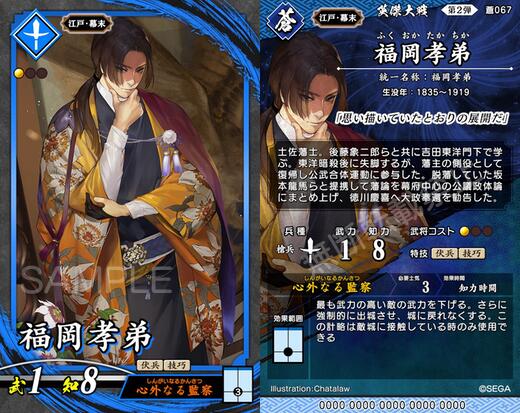 江戸・幕末
SAMPLE
福岡孝弟
伏兵 技巧
武1 知8
しんがいなるかんさつ
心外なる監察
3
蒼
江戸・幕末
英傑大戦
第2弾
蒼067
ふくおかたかちか
福岡孝弟
統一名称:福岡孝弟
生没年:1835~1919
「思い描いていたとおりの展開だ」
土佐藩士。後藤象二郎らと共に吉田東洋門下で学
ぶ。東洋暗殺後に失脚するが、藩主の側役として
復帰し公武合体運動に参与した。脱藩していた坂
本龍馬らと提携して藩論を幕府中心の公議政体論
にまとめ上げ、徳川慶喜へ大政奉還を勧告した。
兵種 武力 知力 武将コスト
槍兵 1 8 特技 伏兵 技巧
しんがいなるかんさつ 必要士気 効果時間
心外なる監察 3 知力時間
効果範囲
最も武力の高い敵の武力を下げる。さらに
強制的に出城させ、城に戻れなくする。こ
の計略は敵城に接触している時のみ使用で
きる
Illustration:Chatalaw
©SEGA
0000 0000 0000 0000 0000